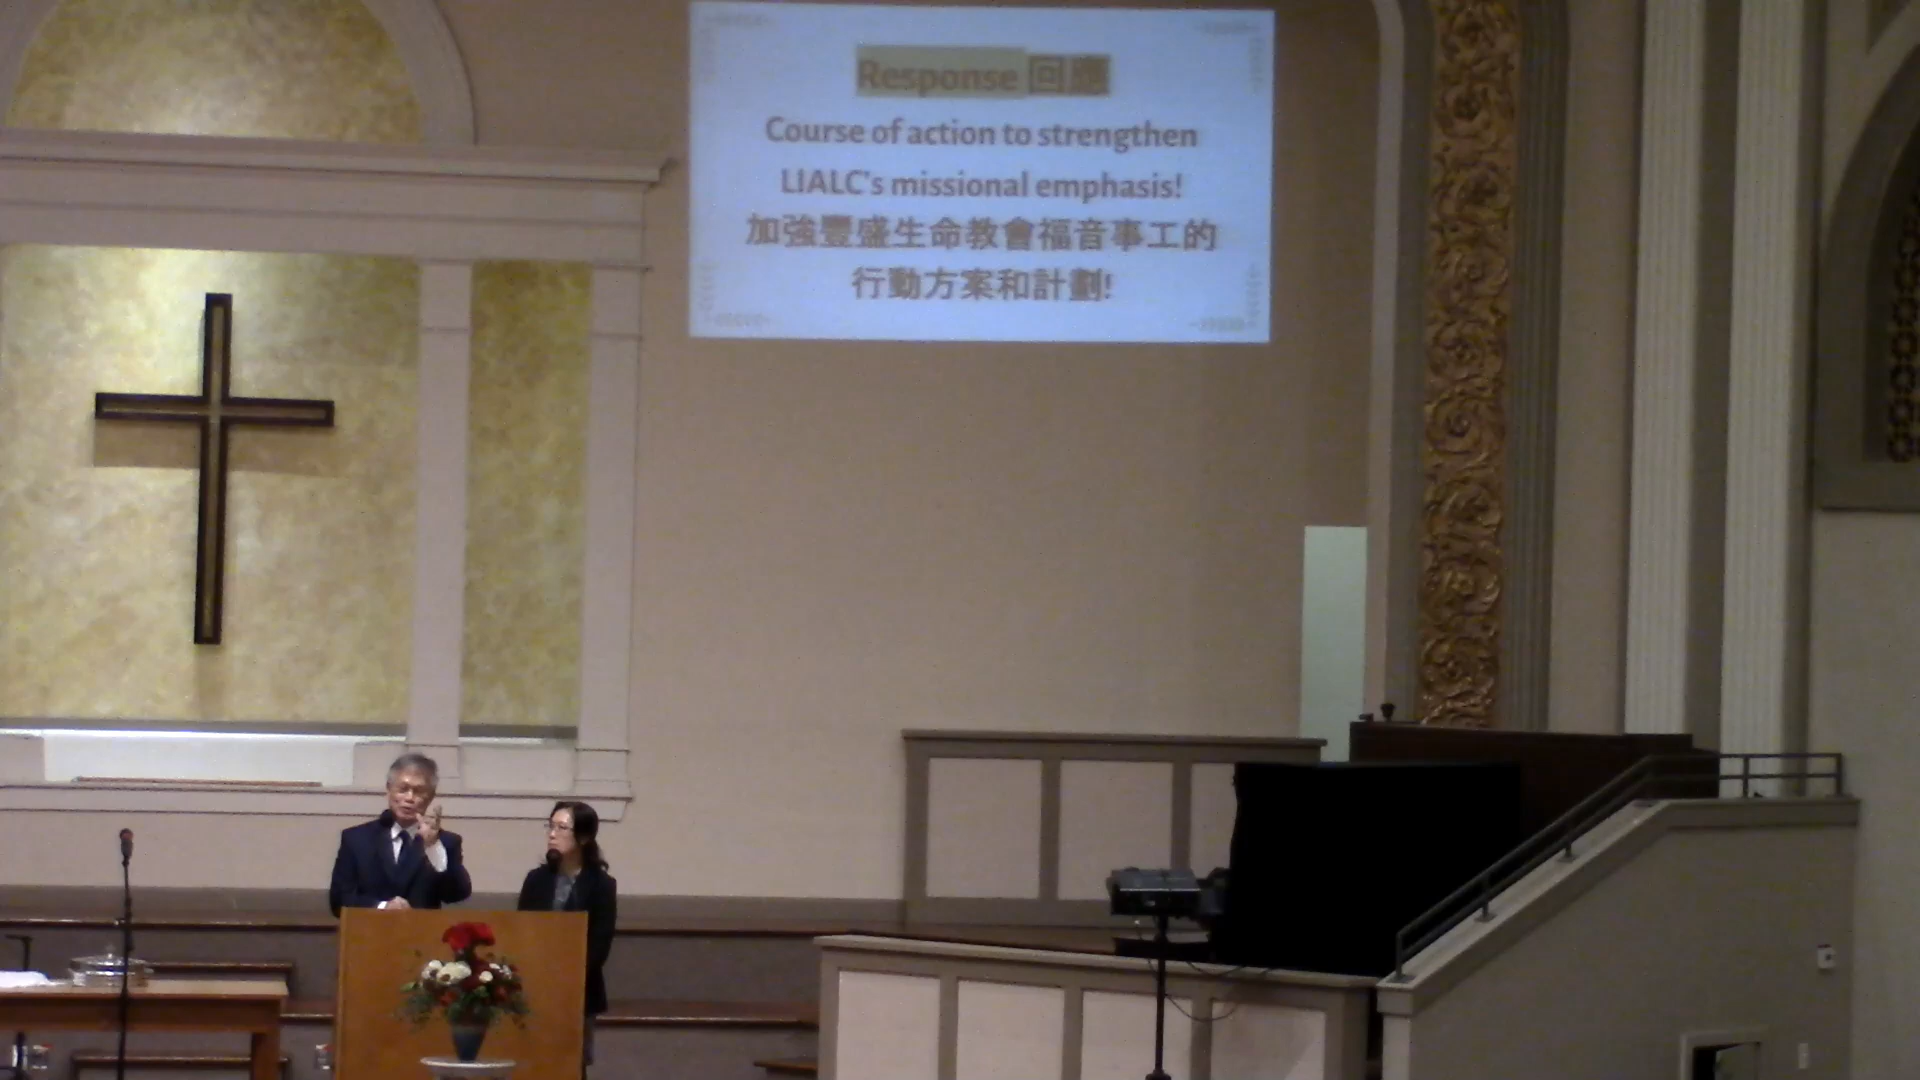 Response 回應
Course of action to strengthen
LIALC's missional emphasis!
加強豐盛生命教會福音事工的
行動方案和計劃!